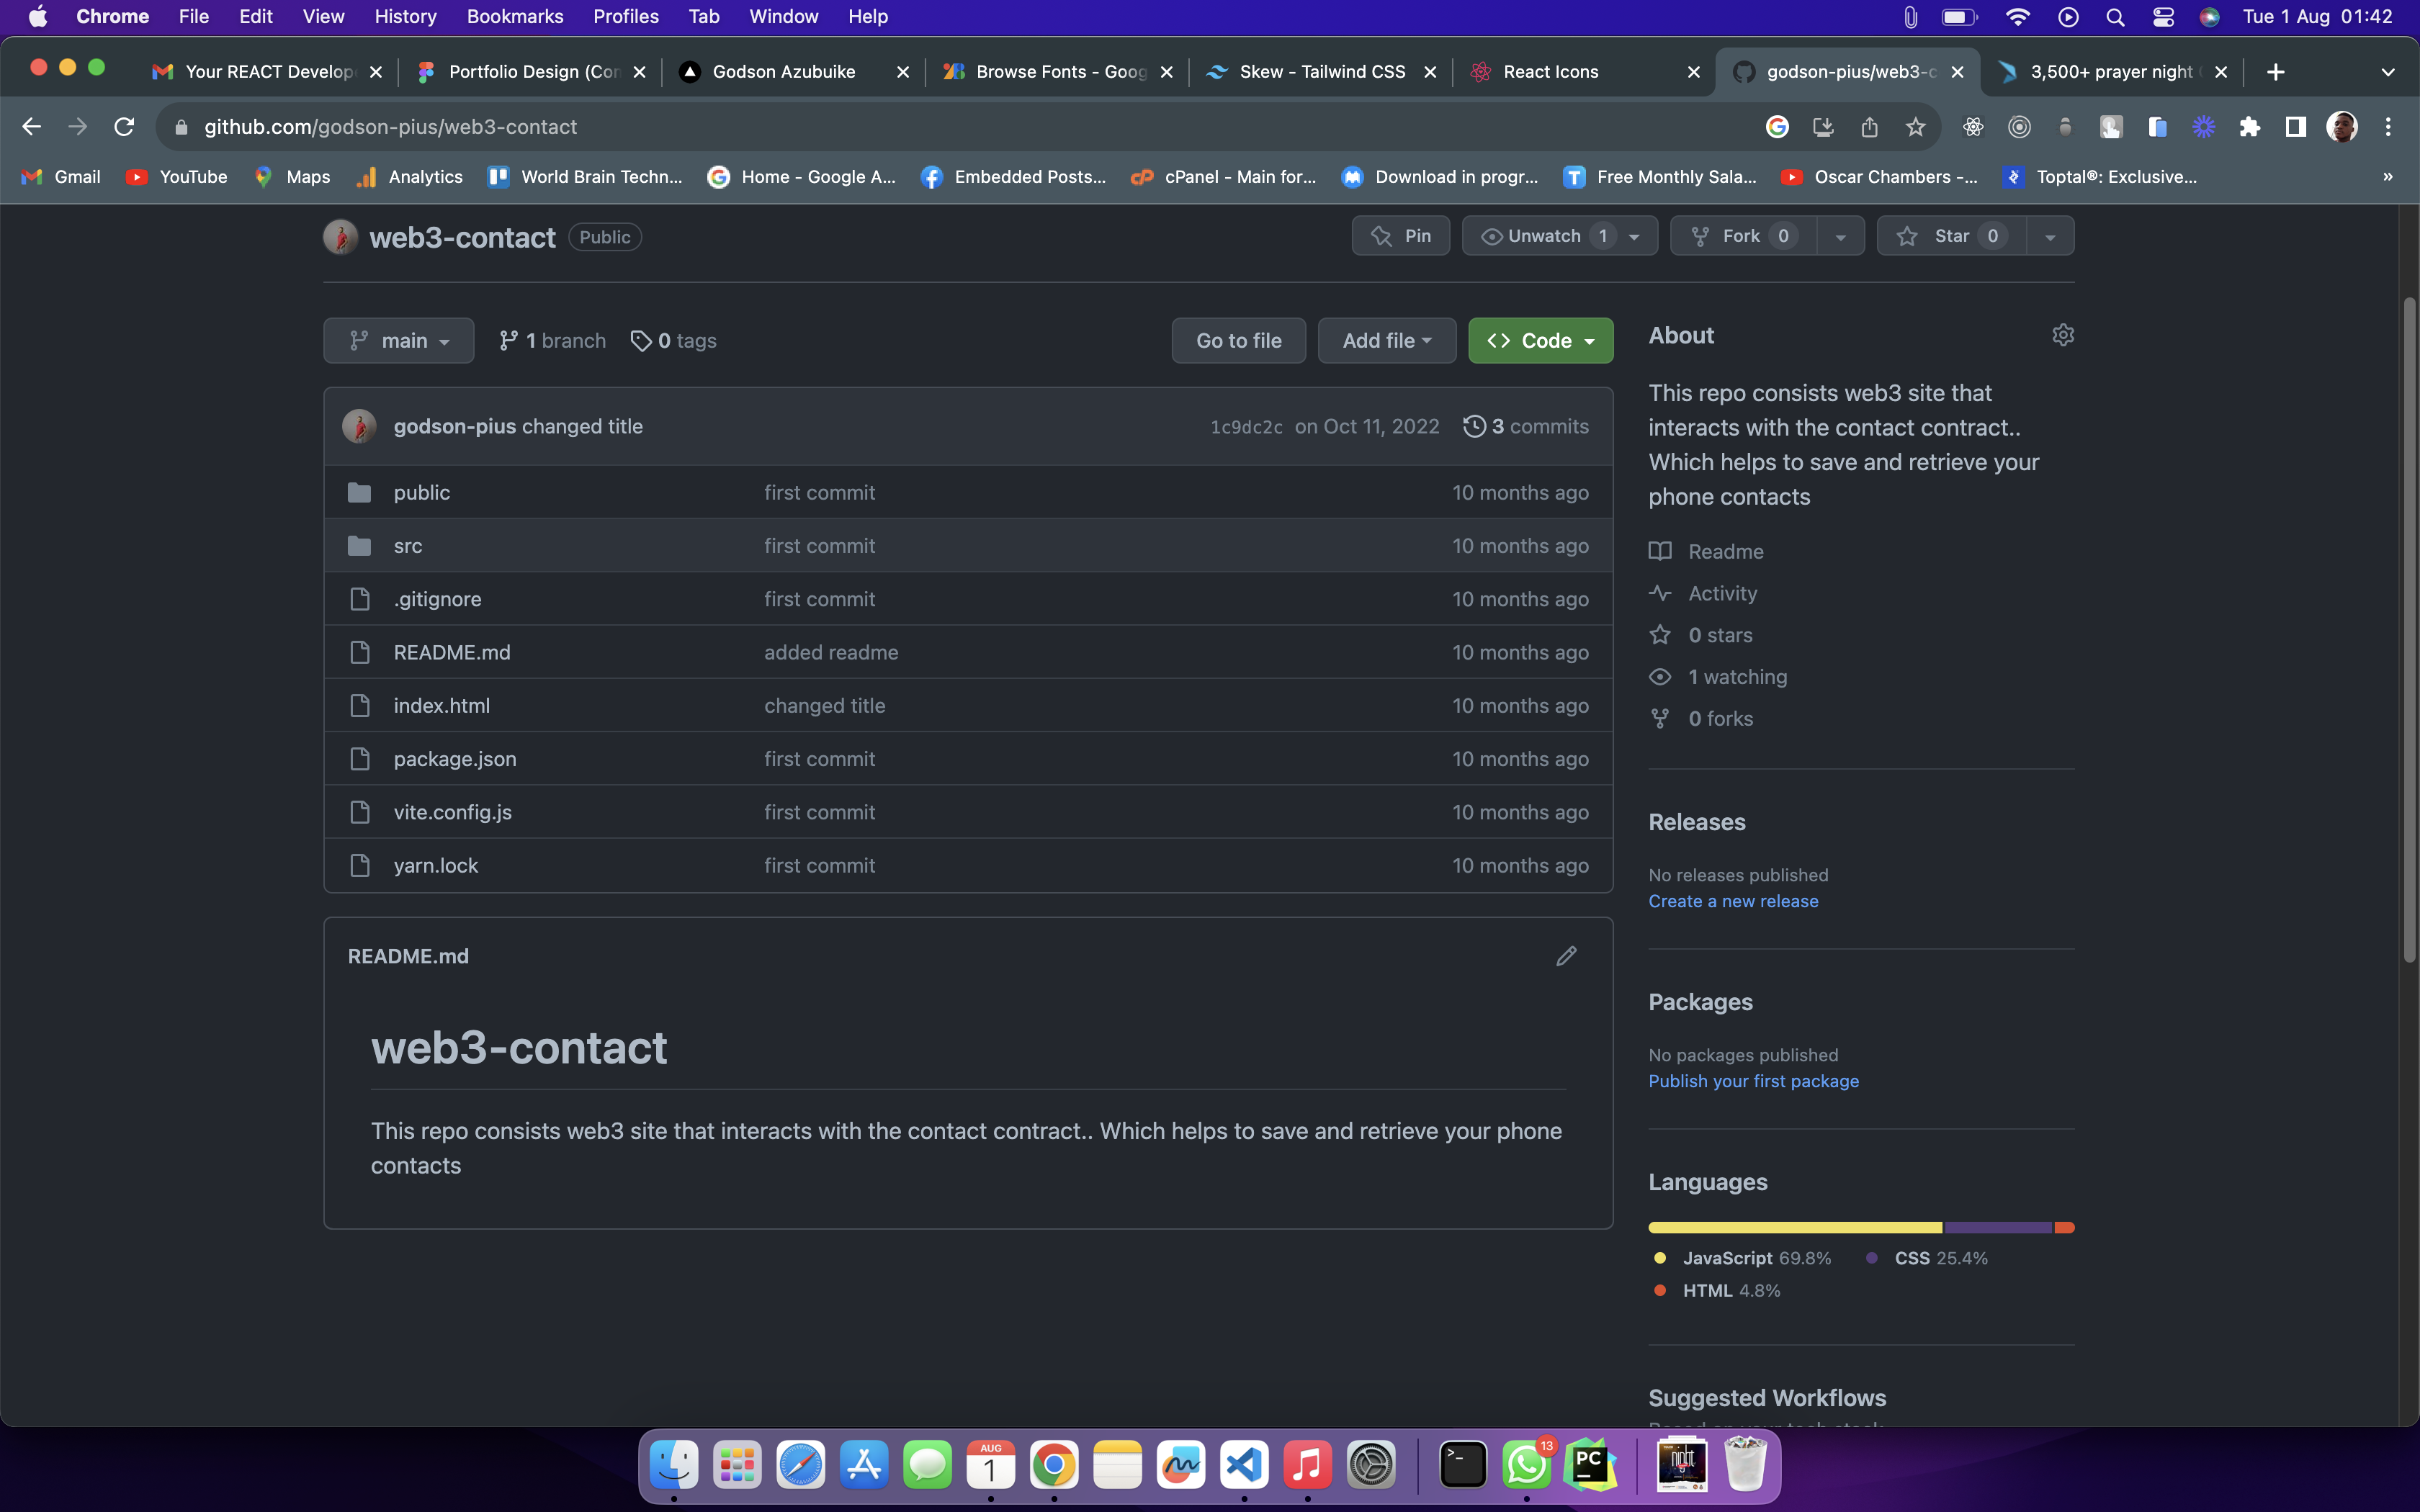 Chrome File Edit View History Bookmarks Profiles Tab Window Help Tue 1 Aug 01:42
Your REACT Develop Portfolio Design (Con Godson Azubuike Browse Fonts - Goog Skew - Tailwind CSS React Icons godson-pius/web3-c 3,500+ prayer night
github.com/godson-pius/web3-contact
Gmail YouTube Maps Analytics World Brain Techn... Home - Google A... Embedded Posts... cPanel - Main for... Download in progr... Free Monthly Sala... Oscar Chambers -... Toptal®: Exclusive... »
web3-contact Public Pin Unwatch 1 Fork 0 Star 0
main 1 branch 0 tags Go to file Add file <> Code
godson-pius changed title 1c9dc2c on Oct 11, 2022 3 commits
public first commit 10 months ago
src first commit 10 months ago
.gitignore first commit 10 months ago
README.md added readme 10 months ago
index.html changed title 10 months ago
package.json first commit 10 months ago
vite.config.js first commit 10 months ago
yarn.lock first commit 10 months ago
README.md
web3-contact
This repo consists web3 site that interacts with the contact contract.. Which helps to save and retrieve your phone
contacts
About
This repo consists web3 site that
interacts with the contact contract..
Which helps to save and retrieve your
phone contacts
Readme
Activity
0 stars
1 watching
0 forks
Releases
No releases published
Create a new release
Packages
No packages published
Publish your first package
Languages
JavaScript 69.8% CSS 25.4%
HTML 4.8%
Suggested Workflows
AUG
1
>_
13
PC
night